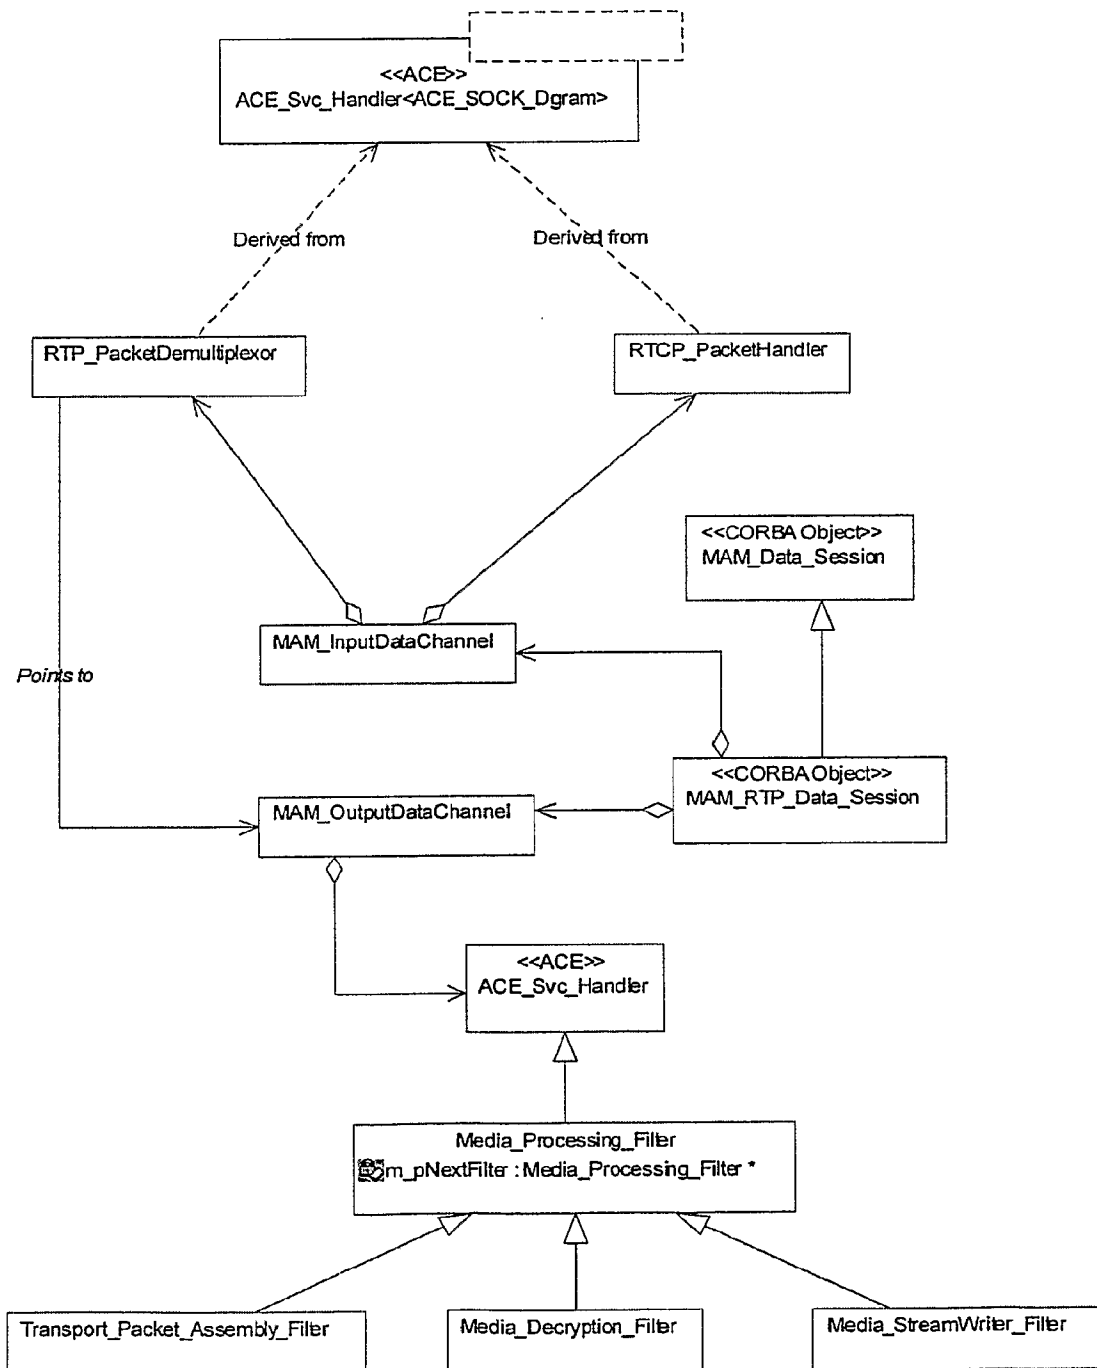 <<ACE>>
ACE_Svc_Handler<ACE_SOCK_Dgram>
Derived from
Derived from
RTP_PacketDemultiplexor
RTCP_PacketHandler
<<CORBA Object>>
MAM_Data_Session
MAM_InputDataChannel
Points to
<<CORBA Object>>
MAM_RTP_Data_Session
MAM_OutputDataChannel
<<ACE>>
ACE_Svc_Handler
Media_Processing_Filter
m_pNextFilter : Media_Processing_Filter *
Transport_Packet_Assembly_Filter
Media_Decryption_Filter
Media_StreamWriter_Filter